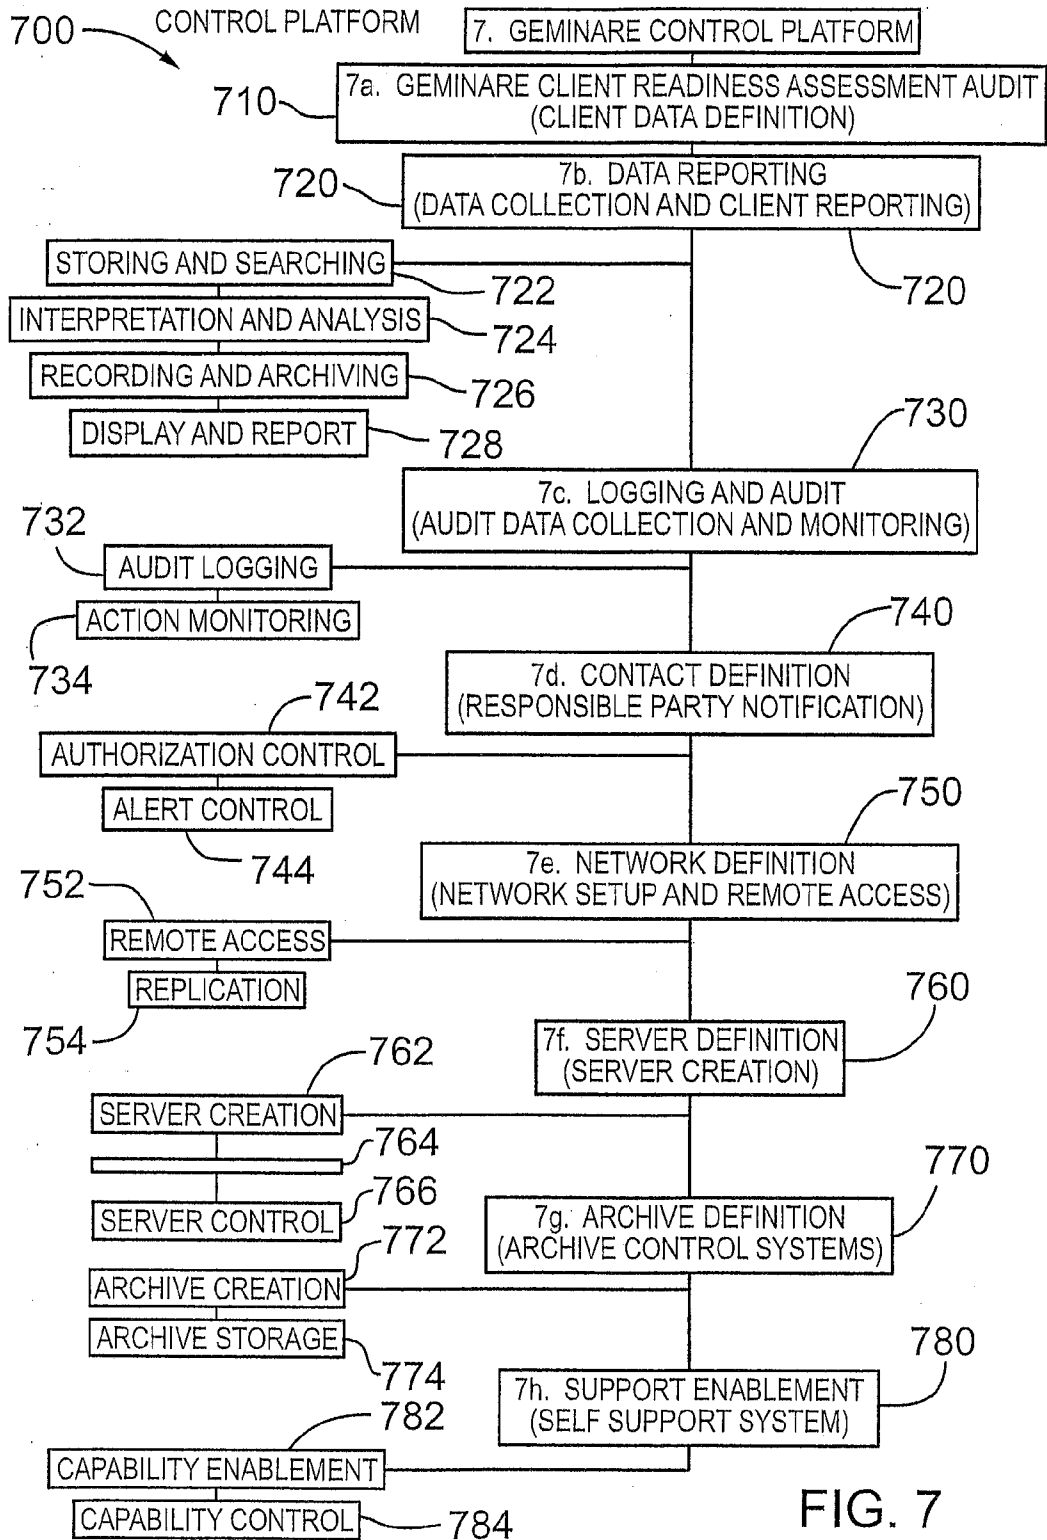 CONTROL PLATFORM
700
7. GEMINARE CONTROL PLATFORM
710
7a. GEMINARE CLIENT READINESS ASSESSMENT AUDIT
(CLIENT DATA DEFINITION)
720
7b. DATA REPORTING
(DATA COLLECTION AND CLIENT REPORTING)
720
STORING AND SEARCHING
722
INTERPRETATION AND ANALYSIS
724
RECORDING AND ARCHIVING
726
DISPLAY AND REPORT
728
730
7c. LOGGING AND AUDIT
(AUDIT DATA COLLECTION AND MONITORING)
732
AUDIT LOGGING
ACTION MONITORING
734
740
7d. CONTACT DEFINITION
(RESPONSIBLE PARTY NOTIFICATION)
742
AUTHORIZATION CONTROL
ALERT CONTROL
744
750
7e. NETWORK DEFINITION
(NETWORK SETUP AND REMOTE ACCESS)
752
REMOTE ACCESS
REPLICATION
754
760
7f. SERVER DEFINITION
(SERVER CREATION)
762
SERVER CREATION
764
766
SERVER CONTROL
770
7g. ARCHIVE DEFINITION
(ARCHIVE CONTROL SYSTEMS)
772
ARCHIVE CREATION
ARCHIVE STORAGE
774
780
7h. SUPPORT ENABLEMENT
(SELF SUPPORT SYSTEM)
782
CAPABILITY ENABLEMENT
CAPABILITY CONTROL
784
FIG. 7